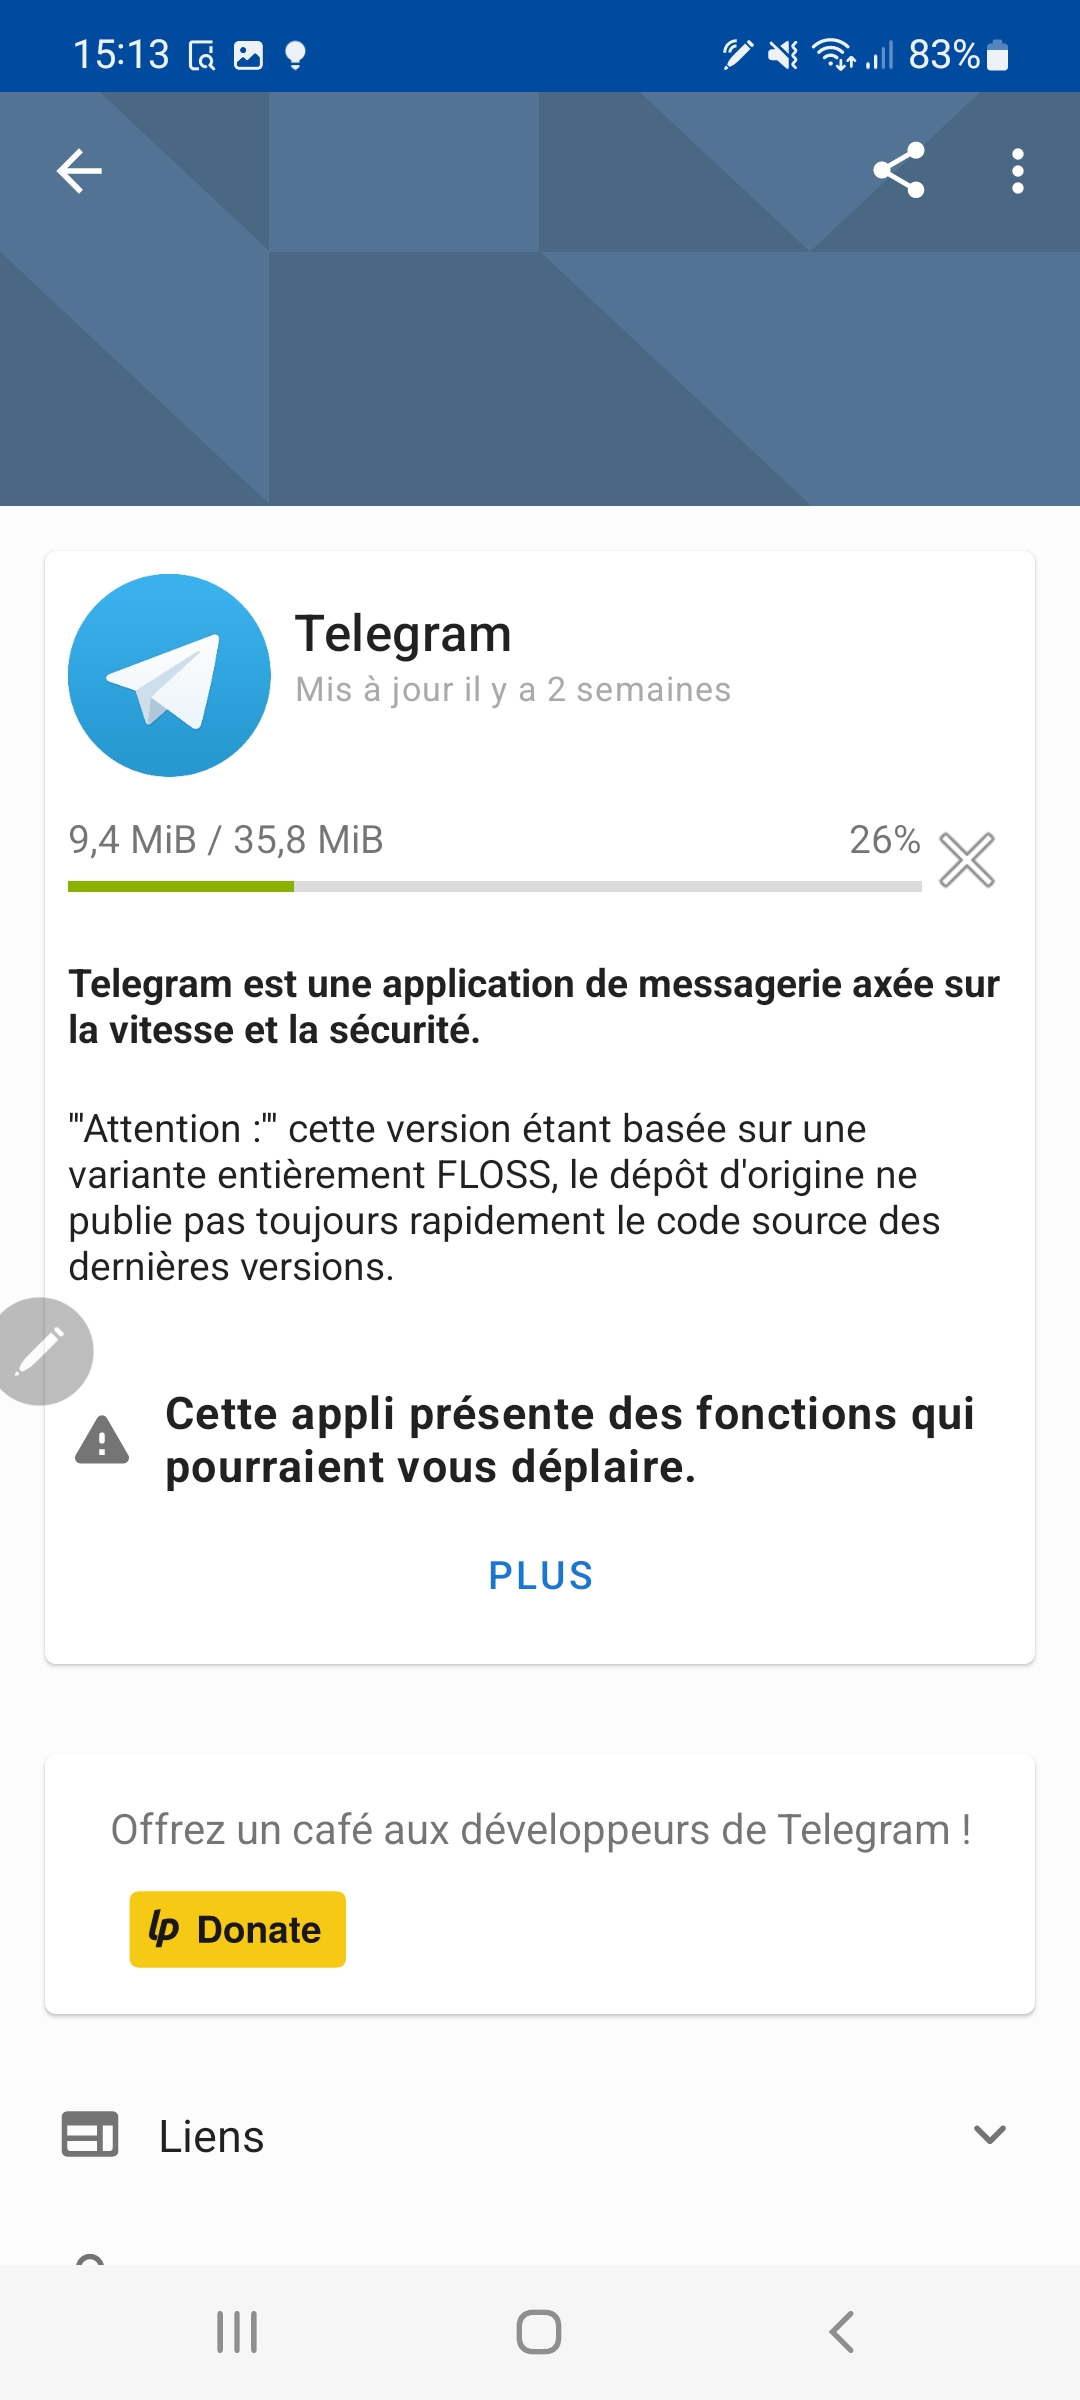 15:13
83%
Telegram
Mis à jour il y a 2 semaines
9,4 MiB / 35,8 MiB
26%
Telegram est une application de messagerie axée sur
la vitesse et la sécurité.
'''Attention :''' cette version étant basée sur une
variante entièrement FLOSS, le dépôt d'origine ne
publie pas toujours rapidement le code source des
dernières versions.
Cette appli présente des fonctions qui
pourraient vous déplaire.
PLUS
Offrez un café aux développeurs de Telegram !
lp Donate
Liens